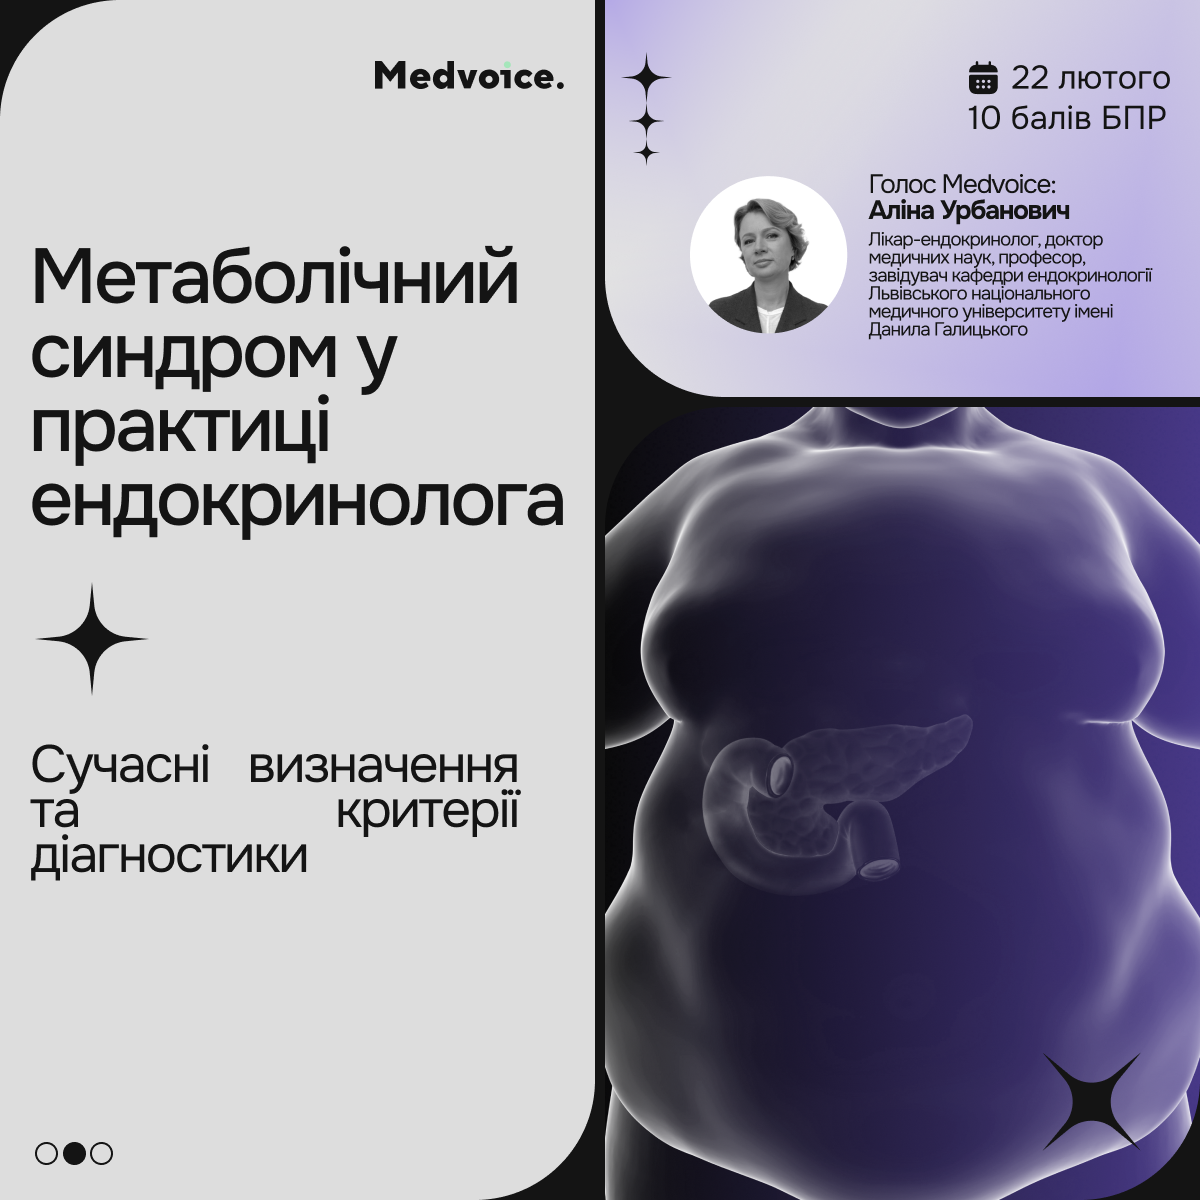 Medvoice.
Метаболічний
синдром у
практиці
ендокринолога
Сучасні визначення
та критерії
діагностики
22 лютого
10 балів БПР
Голос Medvoice:
Аліна Урбанович
Лікар-ендокринолог, доктор
медичних наук, професор,
завідувач кафедри ендокринології
Львівського національного
медичного університету імені
Данила Галицького